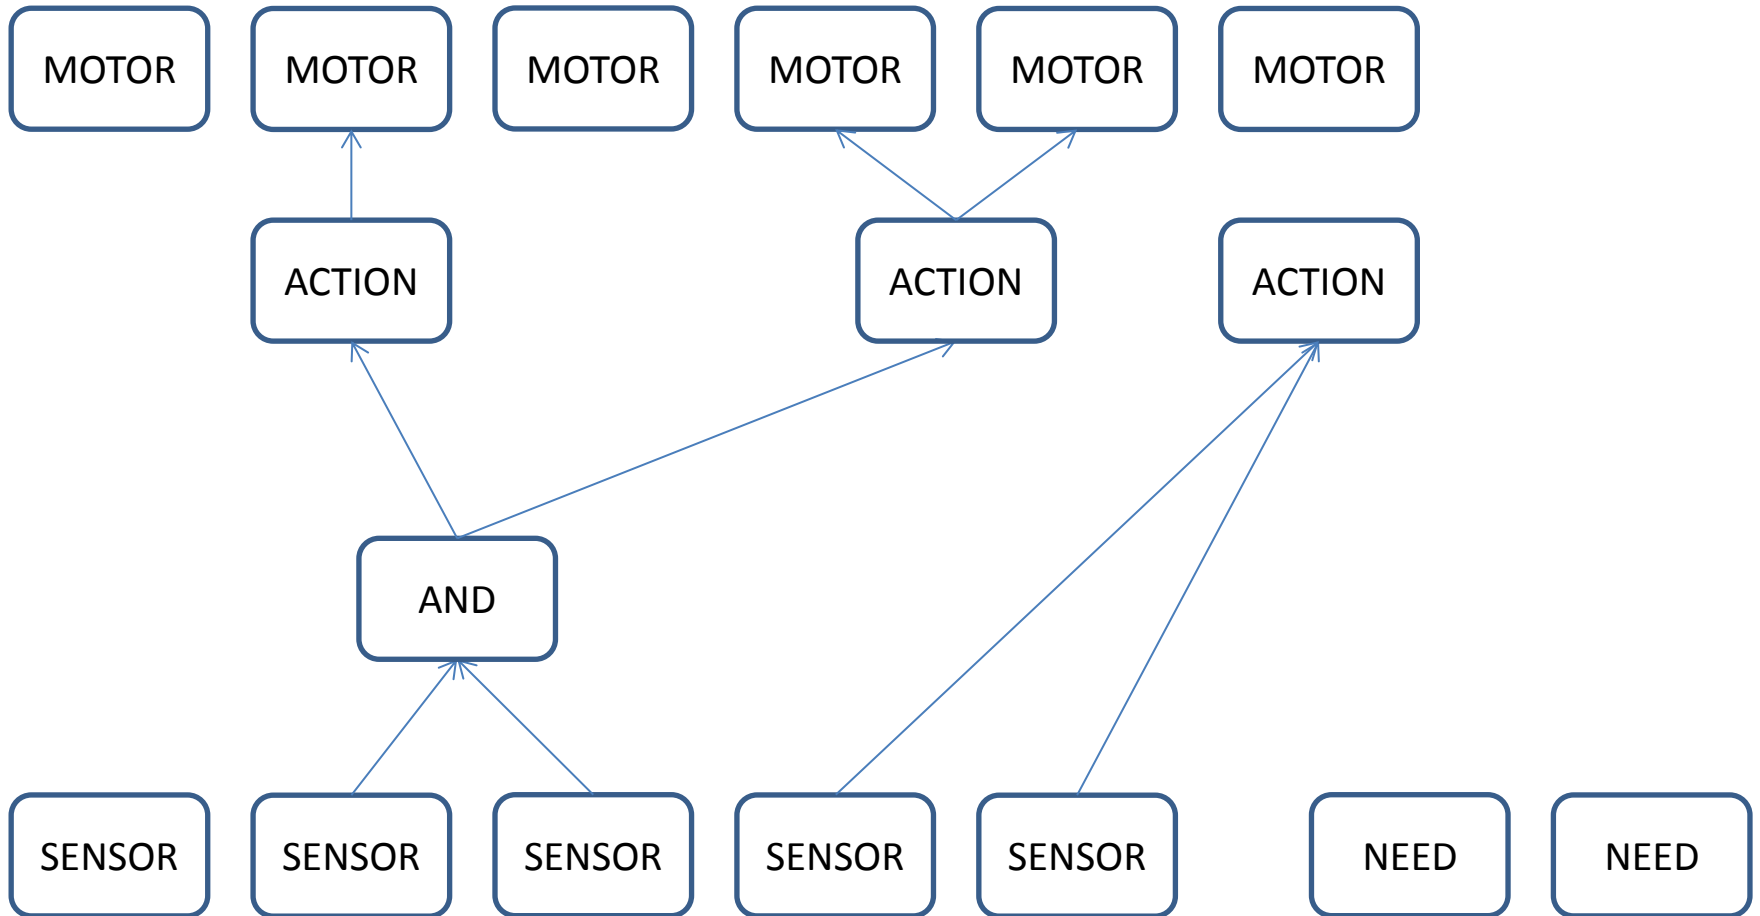 MOTOR MOTOR MOTOR MOTOR MOTOR MOTOR
ACTION ACTION ACTION
AND
SENSOR SENSOR SENSOR SENSOR SENSOR NEED NEED